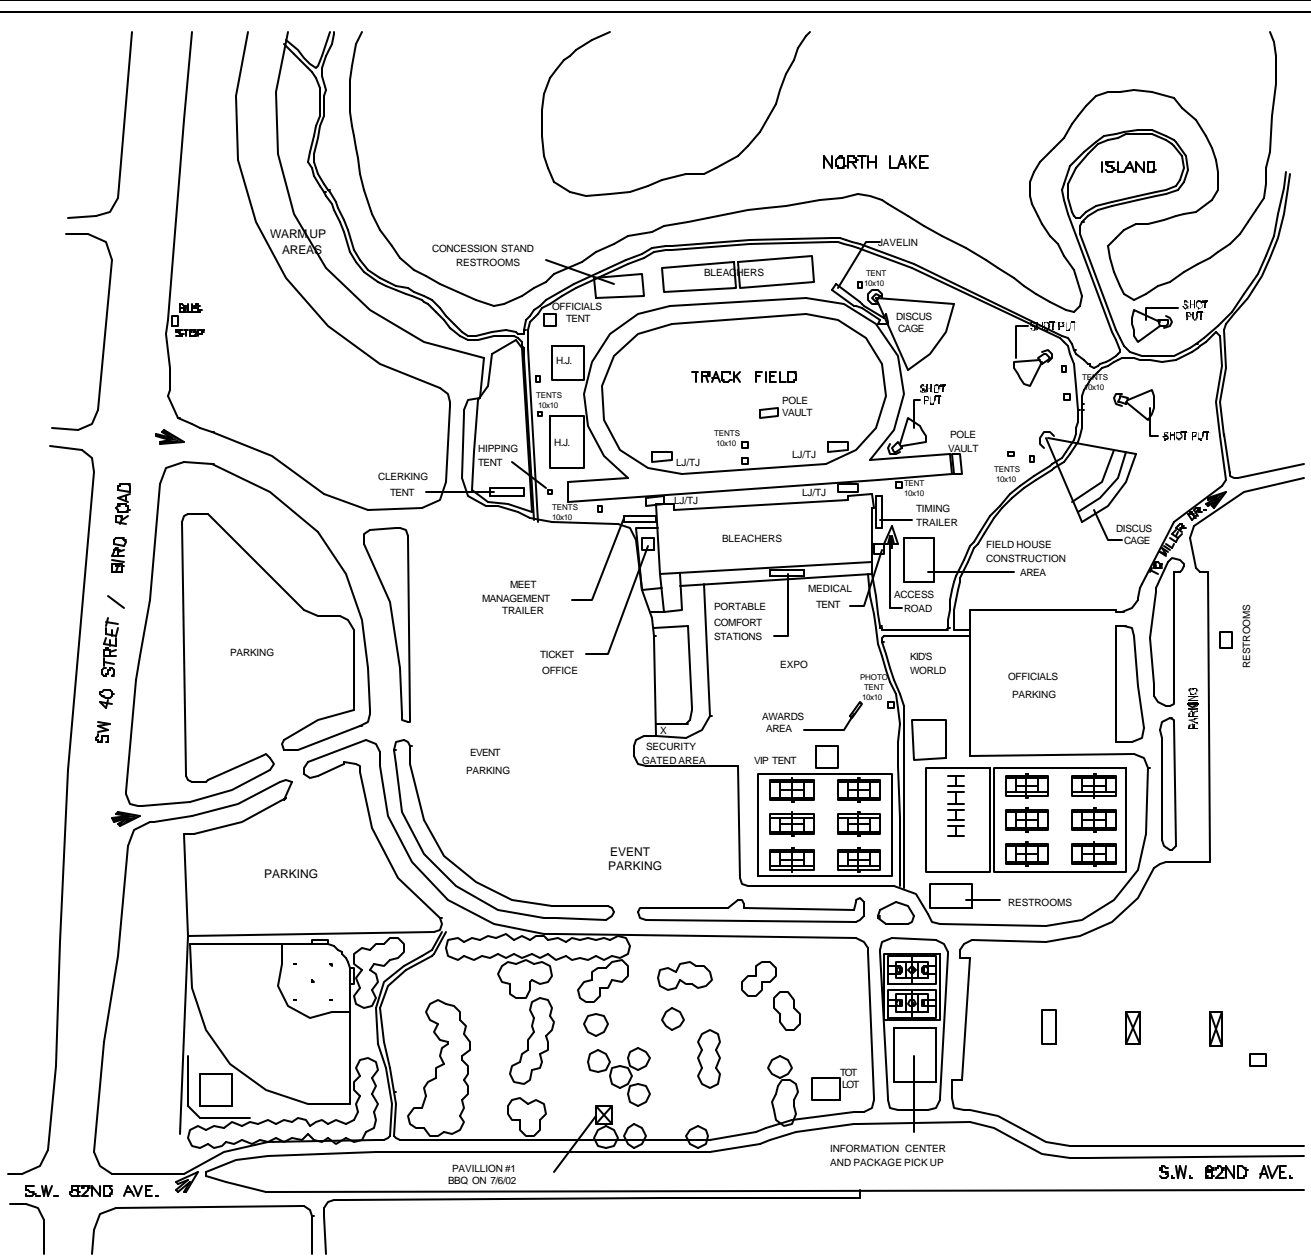 NORTH LAKE
ISLAND
WARMUP
AREAS
CONCESSION STAND
RESTROOMS
JAVELIN
BLEACHERS
TENT
10x10
BUS
STOP
OFFICIALS
TENT
DISCUS
CAGE
SHOT PUT
SHOT
PUT
H.J.
TRACK FIELD
TENTS
10x10
TENTS
10x10
SHOT
PUT
POLE
VAULT
H.J.
TENTS
10x10
POLE
VAULT
SHOT PUT
HIPPING
TENT
LJ/TJ
LJ/TJ
TENTS
10x10
CLERKING
TENT
LJ/TJ
LJ/TJ
TENT
10x10
TENTS
10x10
TIMING
TRAILER
DISCUS
CAGE
BLEACHERS
FIELD HOUSE
CONSTRUCTION
AREA
TO MILLER DR.
SW 40 STREET / BIRD ROAD
MEET
MANAGEMENT
TRAILER
PORTABLE
COMFORT
STATIONS
MEDICAL
TENT
ACCESS
ROAD
RESTROOMS
PARKING
TICKET
OFFICE
EXPO
KID'S
WORLD
PHOTO
TENT
10x10
OFFICIALS
PARKING
PARKING
AWARDS
AREA
X
SECURITY
GATED AREA
VIP TENT
EVENT
PARKING
EVENT
PARKING
PARKING
RESTROOMS
TOT
LOT
PAVILLION #1
BBQ ON 7/6/02
INFORMATION CENTER
AND PACKAGE PICK UP
S.W. 82ND AVE.
S.W. 82ND AVE.